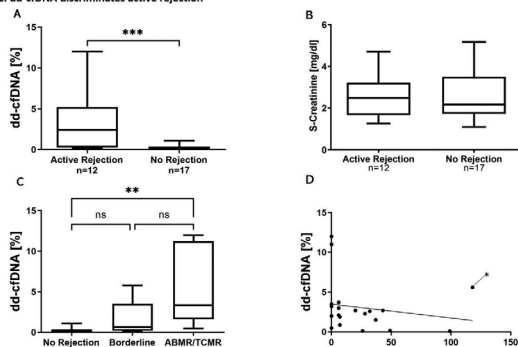 2. dd-cfDNA discriminates active rejection
A
***
dd-cfDNA [%]
15
10
5
0
Active Rejection
n=12
No Rejection
n=17
B
S-Creatinine [mg/dl]
6
4
2
0
Active Rejection
n=12
No Rejection
n=17
C
**
ns
ns
dd-cfDNA [%]
15
10
5
0
No Rejection
Borderline
ABMR/TCMR
D
dd-cfDNA [%]
15
10
5
0
*
0
50
100
150